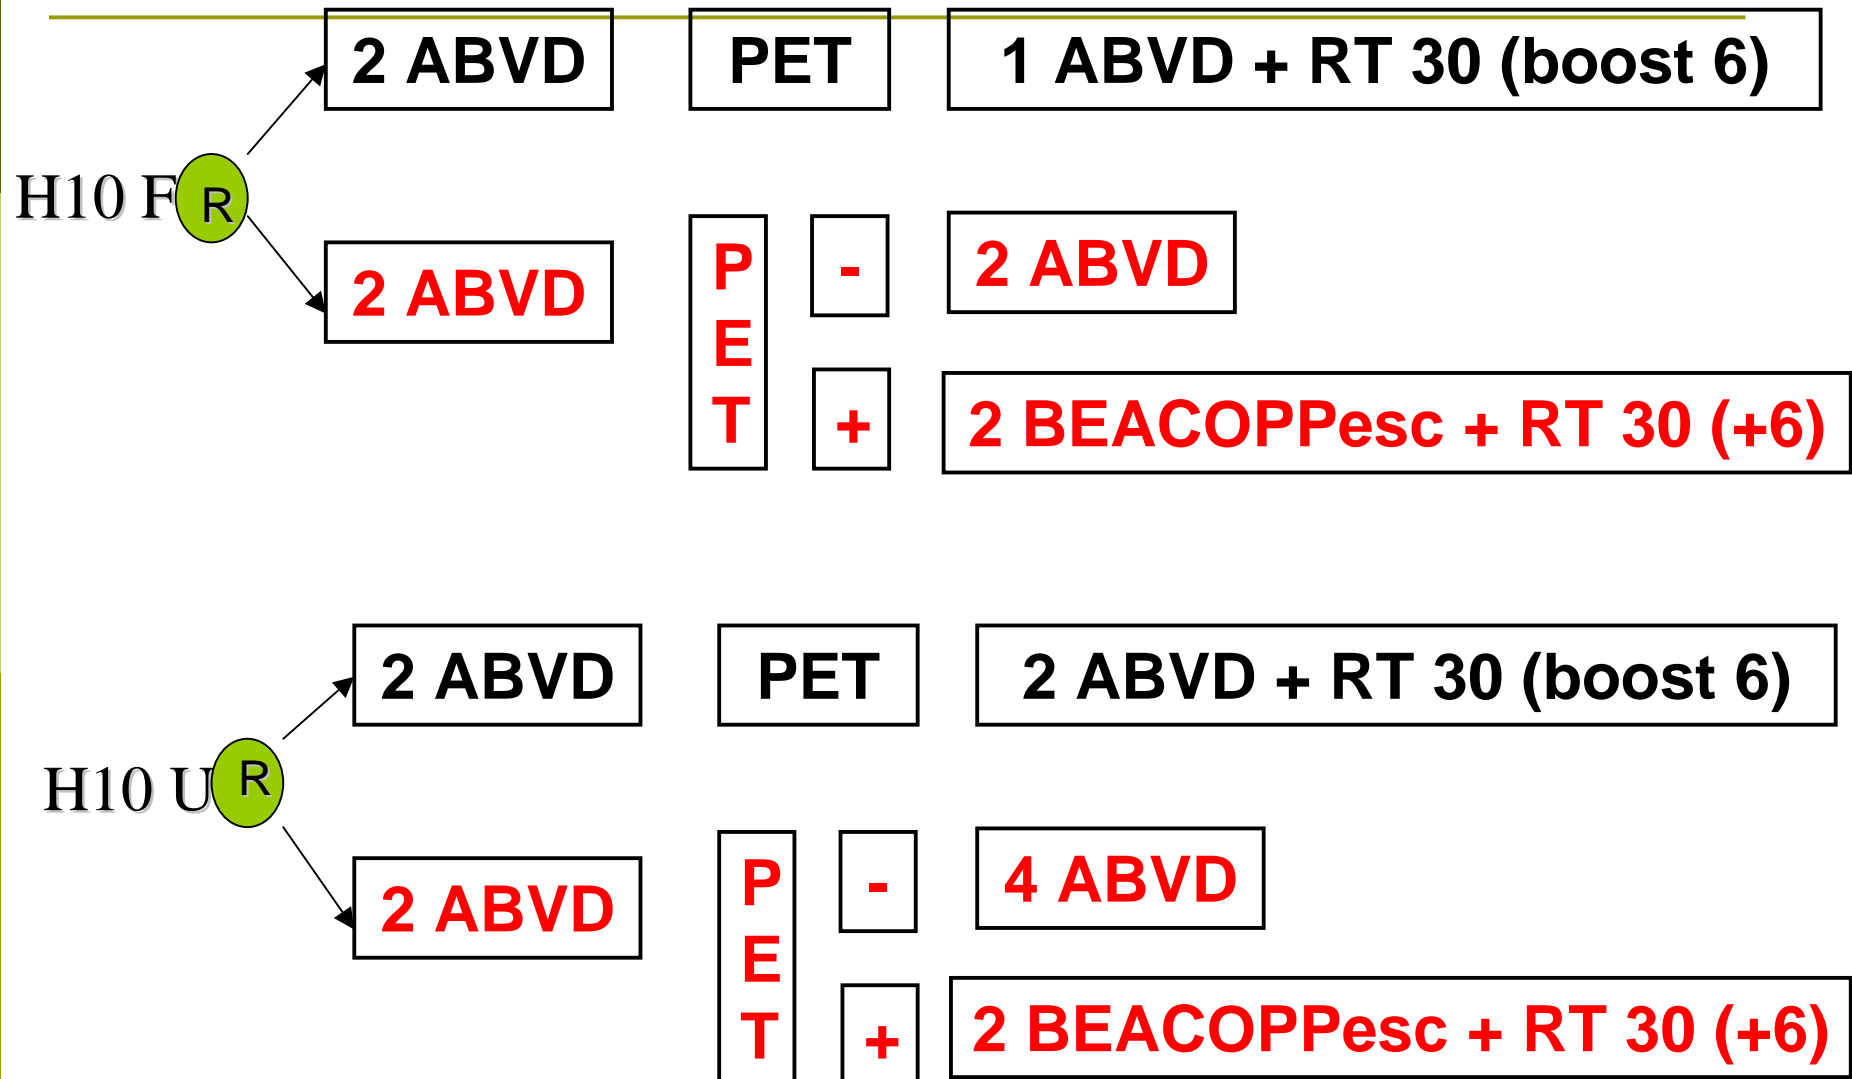 2 ABVD PET 1 ABVD + RT 30 (boost 6)
H10 F R
2 ABVD
P
E
T
-
2 ABVD
+
2 BEACOPPesc + RT 30 (+6)
2 ABVD PET 2 ABVD + RT 30 (boost 6)
H10 U R
2 ABVD
P
E
T
-
4 ABVD
+
2 BEACOPPesc + RT 30 (+6)